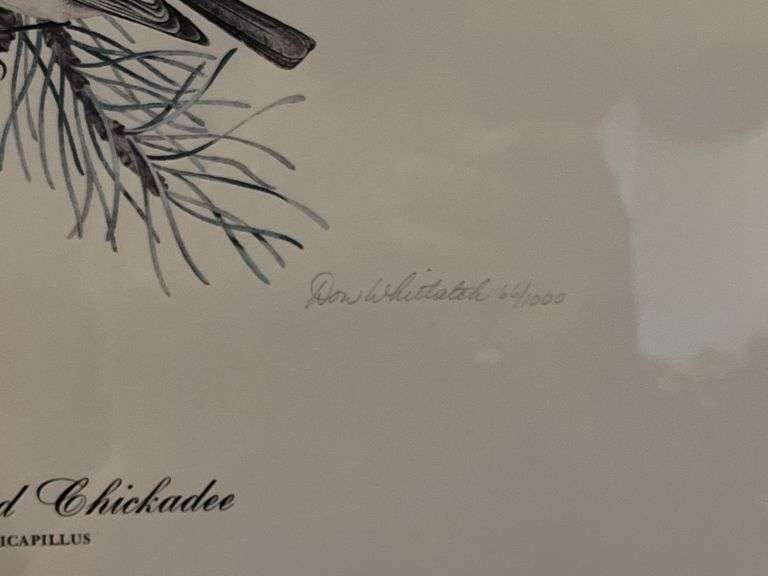 Don Whitlatch 66/1000
d Chickadee
ICAPILLUS